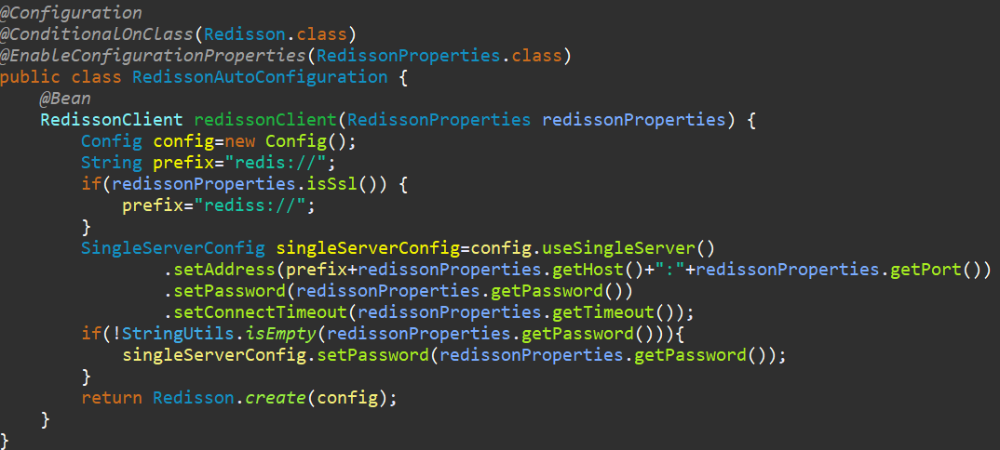 @Configuration
@ConditionalOnClass(Redisson.class)
@EnableConfigurationProperties(RedissonProperties.class)
public class RedissonAutoConfiguration {
    @Bean
    RedissonClient redissonClient(RedissonProperties redissonProperties) {
        Config config=new Config();
        String prefix="redis://";
        if(redissonProperties.isSsl()) {
            prefix="rediss://";
        }
        SingleServerConfig singleServerConfig=config.useSingleServer()
                .setAddress(prefix+redissonProperties.getHost()+":"+redissonProperties.getPort())
                .setPassword(redissonProperties.getPassword())
                .setConnectTimeout(redissonProperties.getTimeout());
        if(!StringUtils.isEmpty(redissonProperties.getPassword())){
            singleServerConfig.setPassword(redissonProperties.getPassword());
        }
        return Redisson.create(config);
    }
}